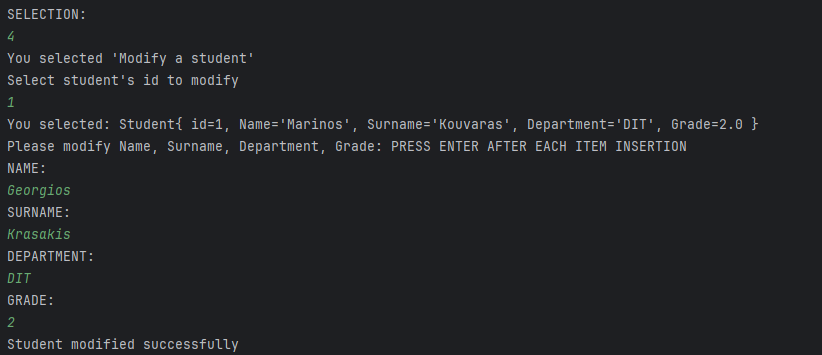 SELECTION:
4
You selected 'Modify a student'
Select student's id to modify
1
You selected: Student{ id=1, Name='Marinos', Surname='Kouvaras', Department='DIT', Grade=2.0 }
Please modify Name, Surname, Department, Grade: PRESS ENTER AFTER EACH ITEM INSERTION
NAME:
Georgios
SURNAME:
Krasakis
DEPARTMENT:
DIT
GRADE:
2
Student modified successfully